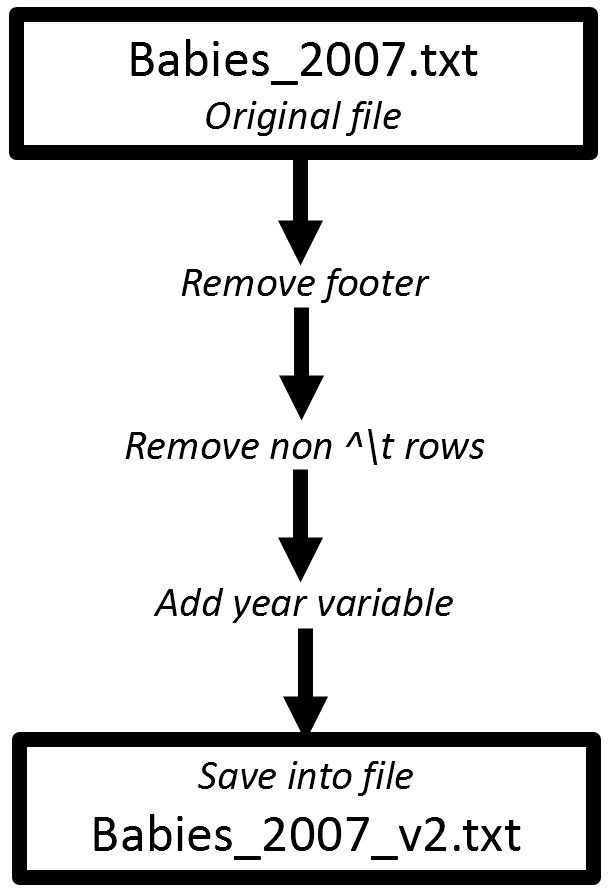 Babies_2007.txt
Original file
Remove footer
Remove non ^\t rows
Add year variable
Save into file
Babies_2007_v2.txt